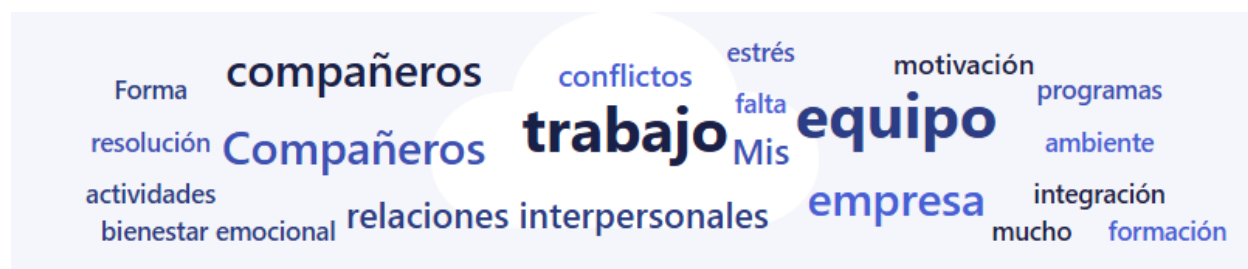 estrés
compañeros
conflictos
motivación
Forma
falta
programas
trabajo
equipo
resolución
Compañeros
Mis
ambiente
actividades
empresa
integración
relaciones interpersonales
bienestar emocional
mucho
formación